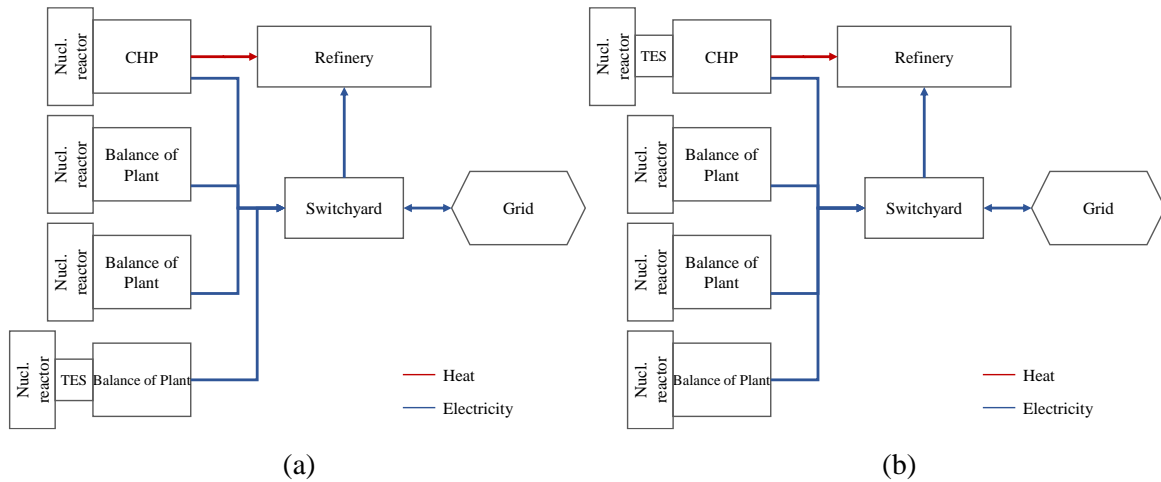 Nucl.
reactor
CHP
Refinery
Nucl.
reactor
Balance of
Plant
Switchyard
Grid
Nucl.
reactor
Balance of
Plant
Nucl.
reactor
TES
Balance of Plant
Heat
Electricity
(a)
Nucl.
reactor
TES
CHP
Refinery
Nucl.
reactor
Balance of
Plant
Switchyard
Grid
Nucl.
reactor
Balance of
Plant
Nucl.
reactor
Balance of Plant
Heat
Electricity
(b)